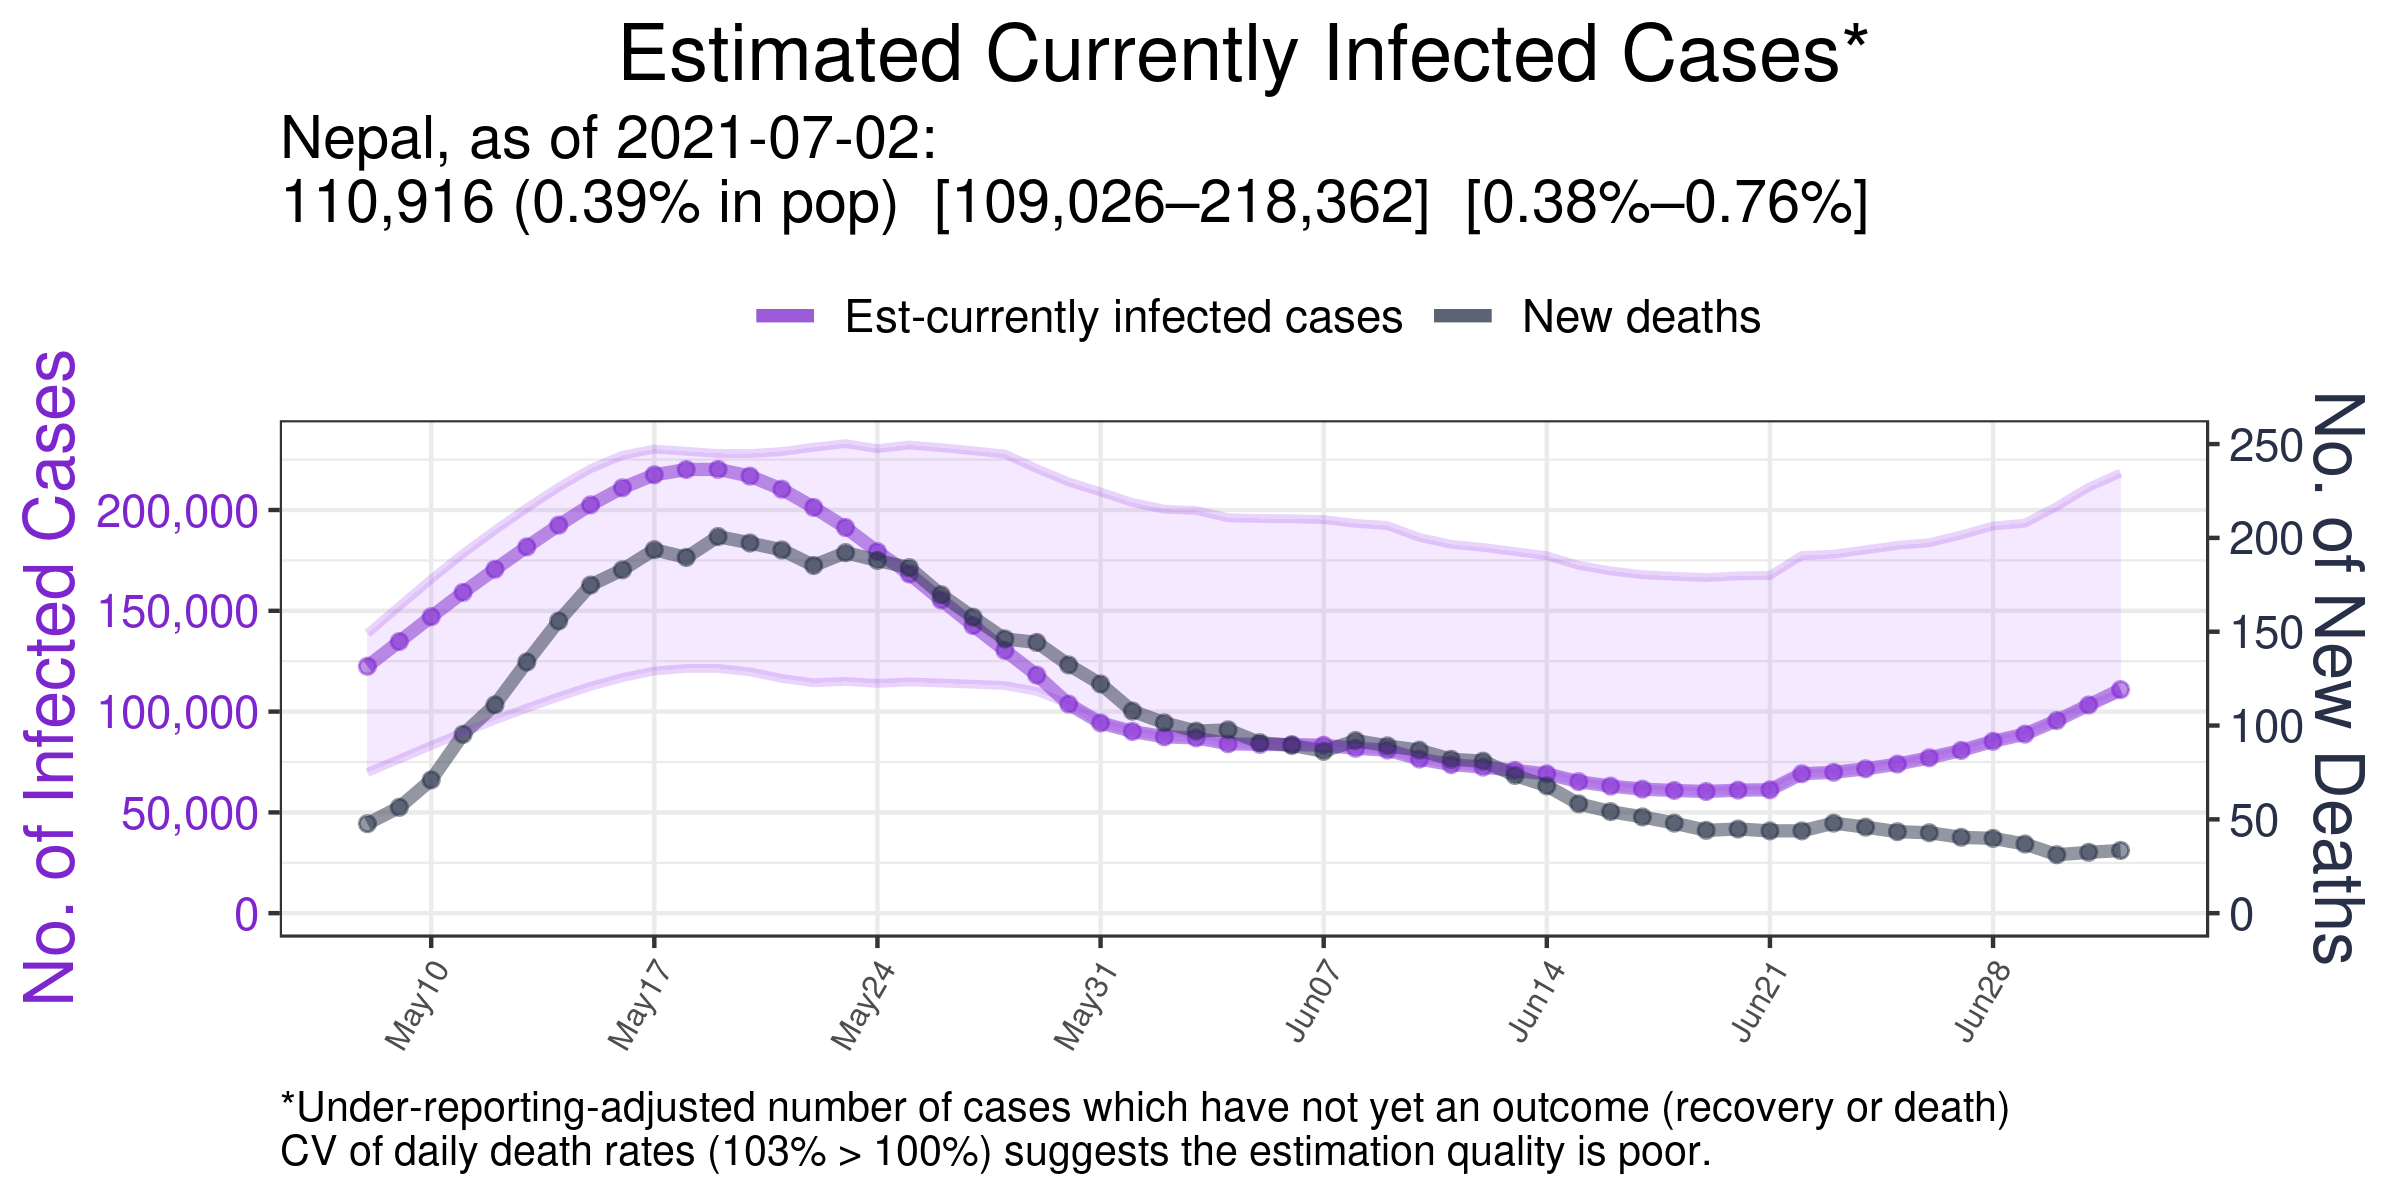 Estimated Currently Infected Cases*
Nepal, as of 2021-07-02:
110,916 (0.39% in pop)  [109,026–218,362]  [0.38%–0.76%]
Est-currently infected cases
New deaths
No. of Infected Cases
200,000
150,000
100,000
50,000
0
250
200
150
100
50
0
No. of New Deaths
May10
May17
May24
May31
Jun07
Jun14
Jun21
Jun28
*Under-reporting-adjusted number of cases which have not yet an outcome (recovery or death)
CV of daily death rates (103% > 100%) suggests the estimation quality is poor.